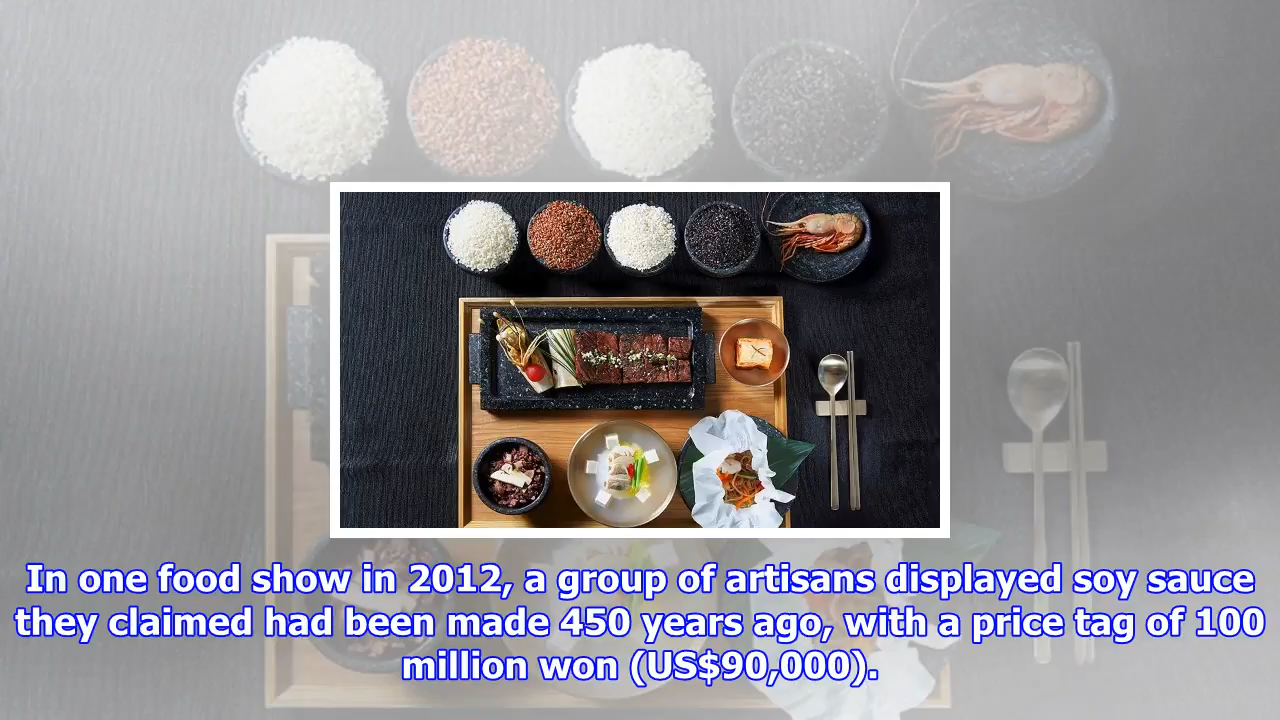 In one food show in 2012, a group of artisans displayed soy sauce
they claimed had been made 450 years ago, with a price tag of 100
million won (US$90,000).